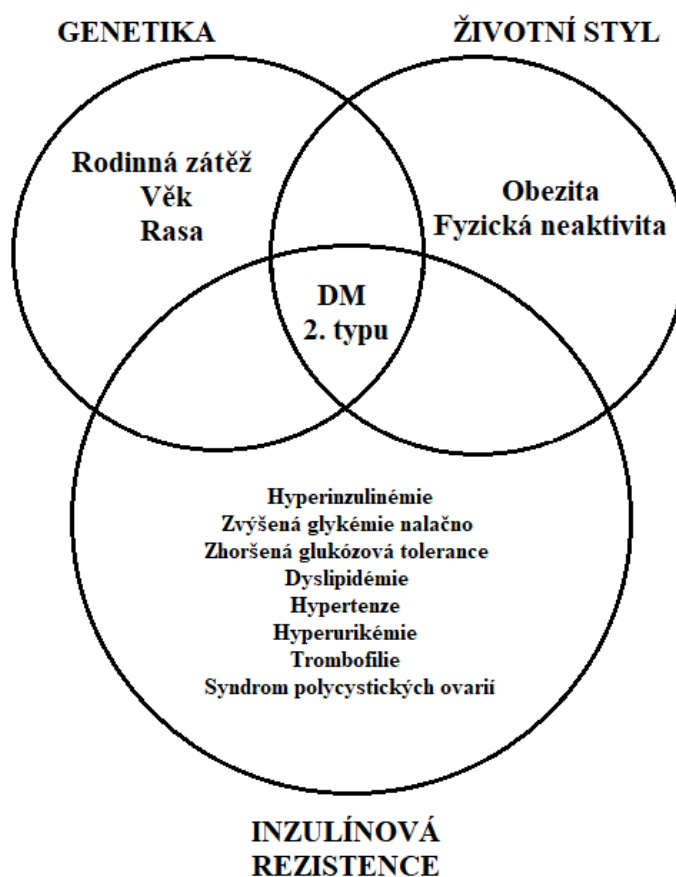 GENETIKA
ŽIVOTNÍ STYL
Rodinná zátěž
Věk
Rasa
Obezita
Fyzická neaktivita
DM
2. typu
Hyperinzulinémie
Zvýšená glykémie nalačno
Zhoršená glukózová tolerance
Dyslipidémie
Hypertenze
Hyperurikémie
Trombofilie
Syndrom polycystických ovarií
INZULÍNOVÁ
REZISTENCE